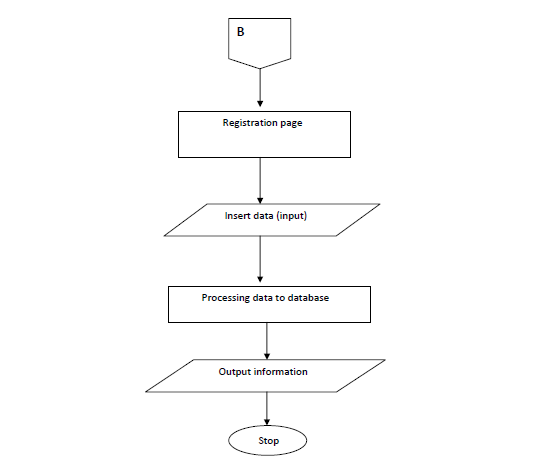 B
Registration page
Insert data (input)
Processing data to database
Output information
Stop